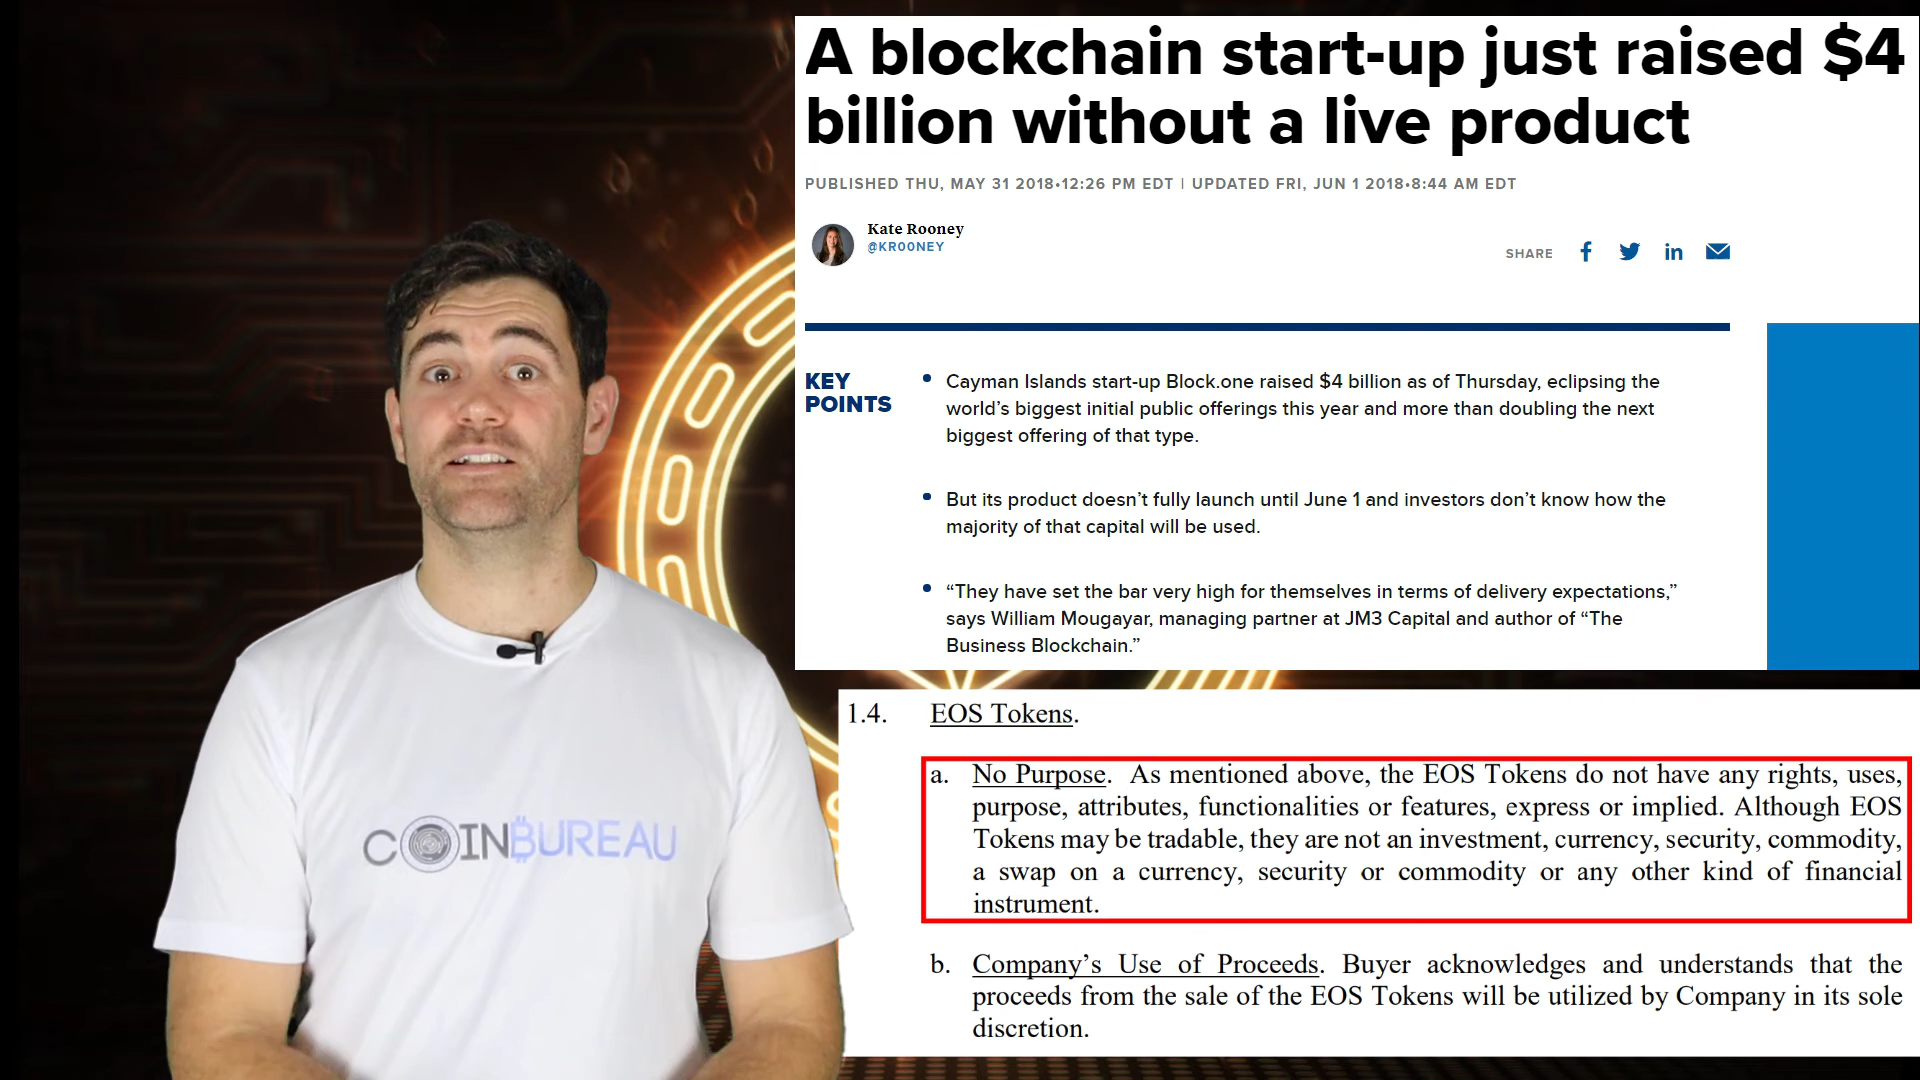 A blockchain start-up just raised $4
billion without a live product
PUBLISHED THU, MAY 31 2018•12:26 PM EDT | UPDATED FRI, JUN 1 2018•8:44 AM EDT
Kate Rooney
@KR00NEY
SHARE
KEY
POINTS
• Cayman Islands start-up Block.one raised $4 billion as of Thursday, eclipsing the
world’s biggest initial public offerings this year and more than doubling the next
biggest offering of that type.
• But its product doesn’t fully launch until June 1 and investors don’t know how the
majority of that capital will be used.
• “They have set the bar very high for themselves in terms of delivery expectations,”
says William Mougayar, managing partner at JM3 Capital and author of “The
Business Blockchain.”
1.4. EOS Tokens.
a. No Purpose. As mentioned above, the EOS Tokens do not have any rights, uses,
purpose, attributes, functionalities or features, express or implied. Although EOS
Tokens may be tradable, they are not an investment, currency, security, commodity,
a swap on a currency, security or commodity or any other kind of financial
instrument.
b. Company’s Use of Proceeds. Buyer acknowledges and understands that the
proceeds from the sale of the EOS Tokens will be utilized by Company in its sole
discretion.
COINBUREAU